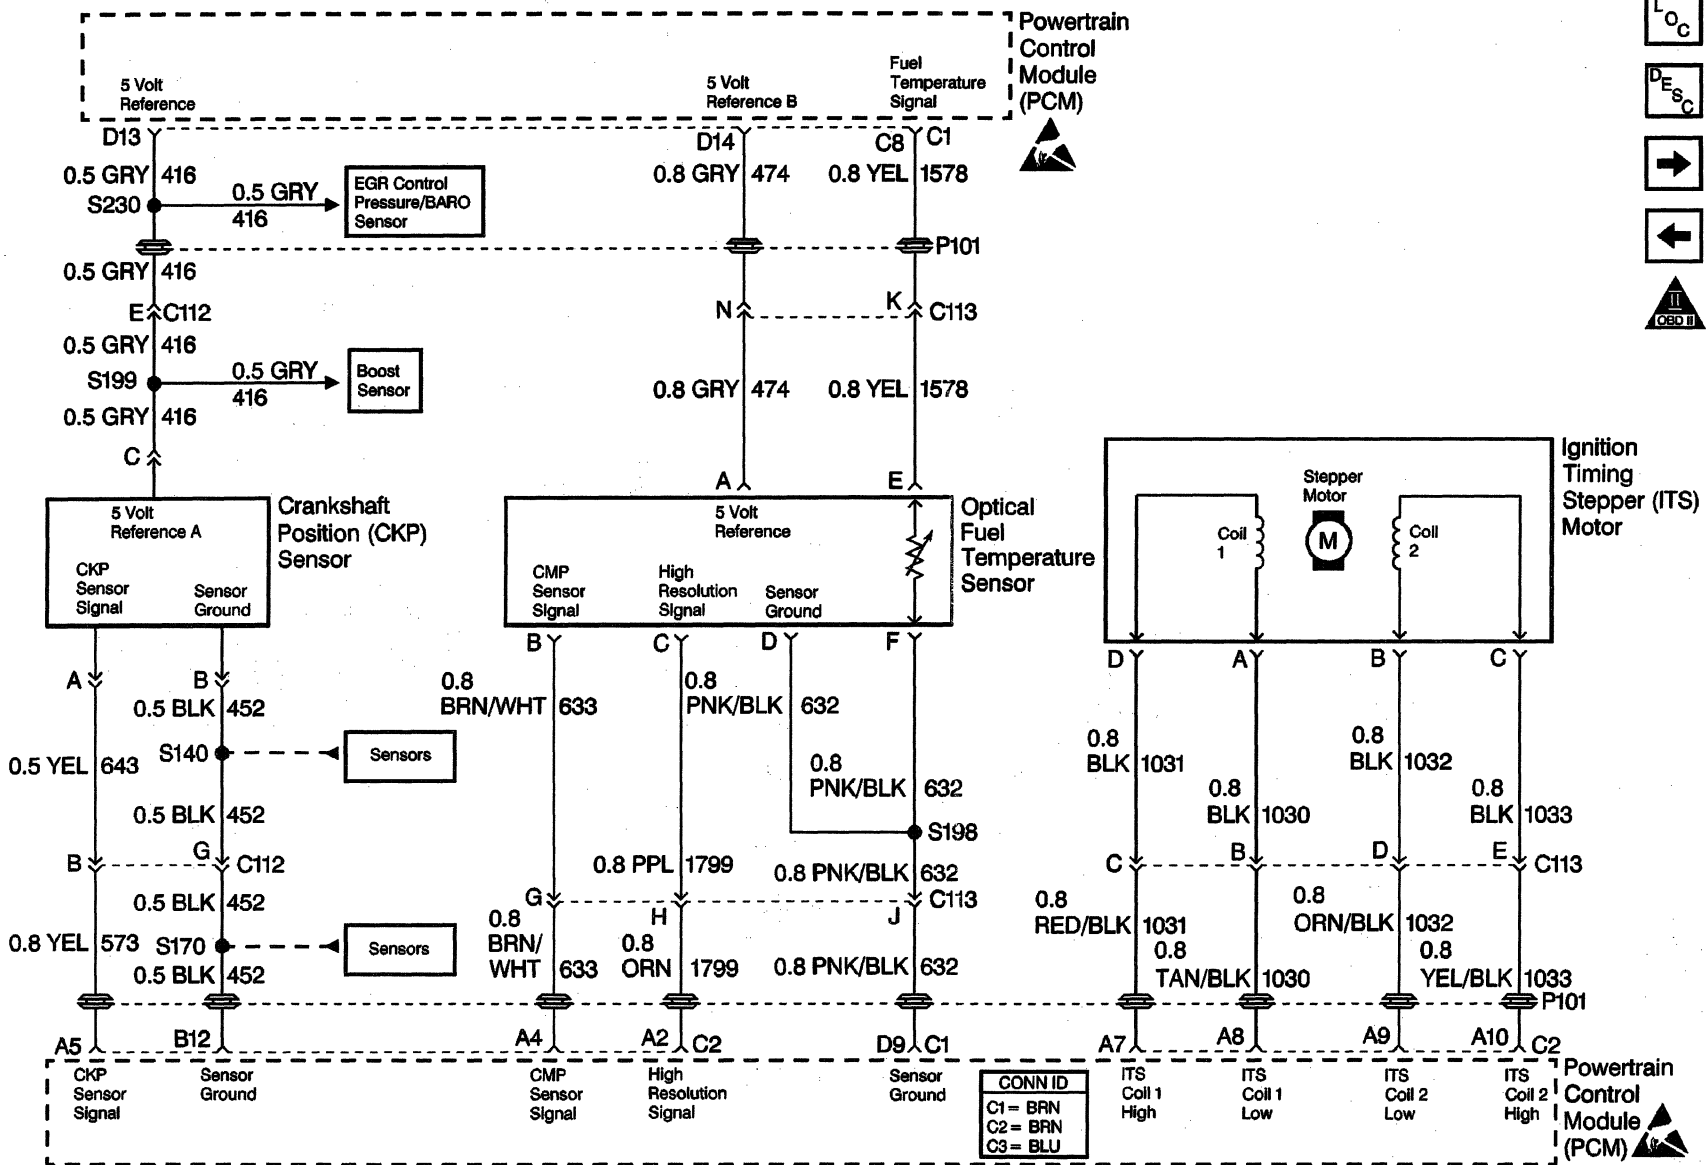 Powertrain
Control
Module
(PCM)
5 Volt
Reference
5 Volt
Reference B
Fuel
Temperature
Signal
L O C
D E S C
II
OBD II
D13
D14
C8
C1
0.5 GRY 416
0.8 GRY 474
0.8 YEL 1578
S230
0.5 GRY
416
EGR Control
Pressure/BARO
Sensor
P101
0.5 GRY 416
E C112
N
K
C113
0.5 GRY 416
S199
0.5 GRY
416
Boost
Sensor
0.8 GRY 474
0.8 YEL 1578
0.5 GRY 416
C
A
E
5 Volt
Reference A
CKP
Sensor
Signal
Sensor
Ground
Crankshaft
Position (CKP)
Sensor
5 Volt
Reference
CMP
Sensor
Signal
High
Resolution
Signal
Sensor
Ground
Optical
Fuel
Temperature
Sensor
Stepper
Motor
Coil
1
M
Coil
2
Ignition
Timing
Stepper (ITS)
Motor
A
B
B
C
D
F
D
A
B
C
0.5 BLK 452
S140
Sensors
0.5 YEL 643
0.5 BLK 452
B
G
C112
0.5 BLK 452
0.8 YEL 573
S170
Sensors
0.5 BLK 452
0.8
BRN/WHT 633
0.8
PNK/BLK 632
0.8
PNK/BLK 632
S198
0.8 PPL 1799
0.8 PNK/BLK 632
G
H
J
C113
0.8
BRN/
WHT 633
0.8
ORN 1799
0.8 PNK/BLK 632
0.8
BLK 1031
0.8
BLK 1030
0.8
BLK 1032
0.8
BLK 1033
C
B
D
E
C113
0.8
RED/BLK 1031
0.8
TAN/BLK 1030
0.8
ORN/BLK 1032
0.8
YEL/BLK 1033
P101
A5
B12
A4
A2
C2
D9
C1
A7
A8
A9
A10
C2
CKP
Sensor
Signal
Sensor
Ground
CMP
Sensor
Signal
High
Resolution
Signal
Sensor
Ground
CONN ID
C1 = BRN
C2 = BRN
C3 = BLU
ITS
Coil 1
High
ITS
Coil 1
Low
ITS
Coil 2
Low
ITS
Coil 2
High
Powertrain
Control
Module
(PCM)